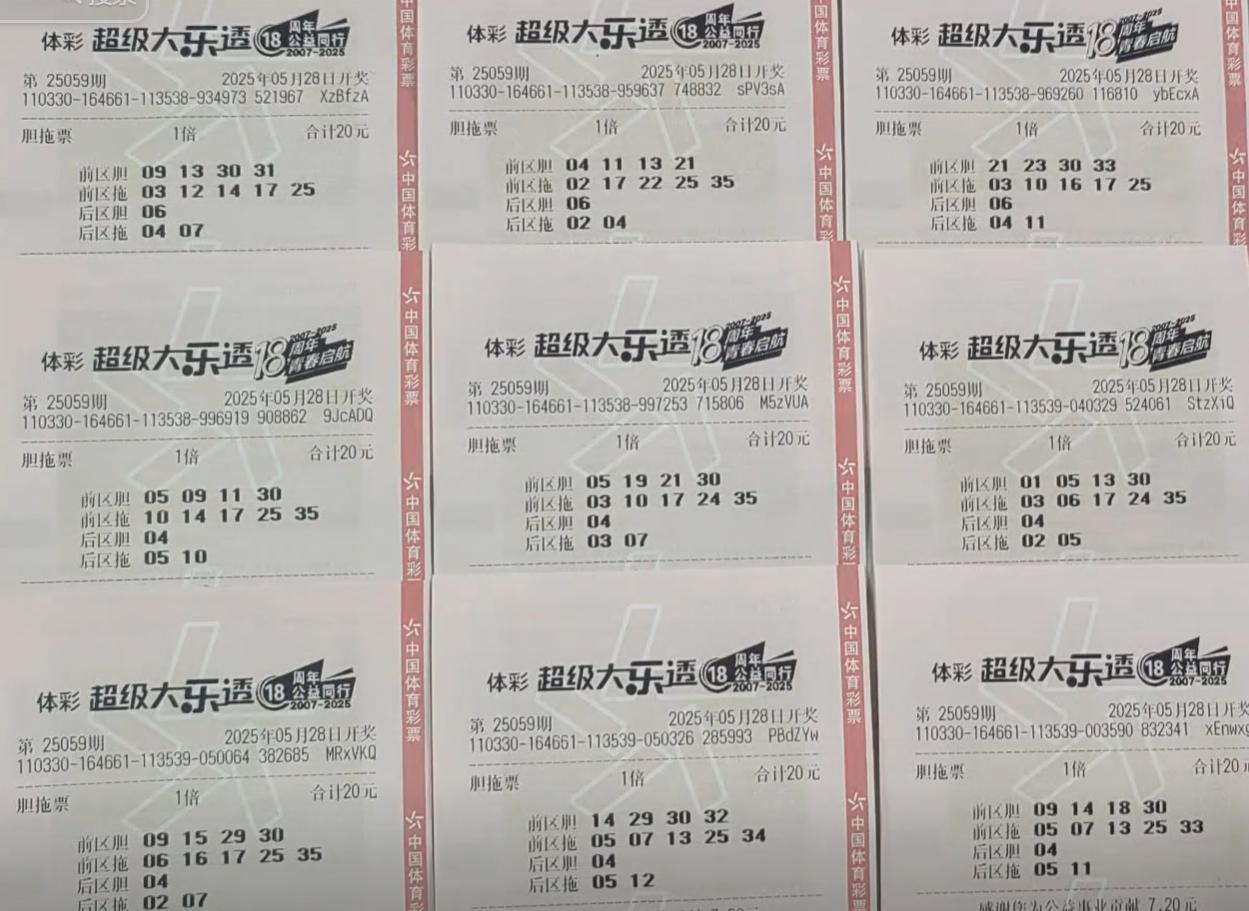 体彩 超级大乐透 18 周年 公益同行 2007-2025
第 25059期 2025年05月28日开奖
110330-164661-113538-934973 521967 XzBfzA
胆拖票 1倍 合计20元
前区胆 09 13 30 31
前区拖 03 12 14 17 25
后区胆 06
后区拖 04 07
中国体育彩票
中国体育彩
体彩 超级大乐透 18 周年 公益同行 2007-2025
第 25059期 2025年05月28日开奖
110330-164661-113538-959637 748832 sPV3sA
胆拖票 1倍 合计20元
前区胆 04 11 13 21
前区拖 02 17 22 25 35
后区胆 06
后区拖 02 04
国体育彩票
中国体育彩
体彩 超级大乐透 18 2007-2025 周年 青春启航
第 25059期 2025年05月28日开奖
110330-164661-113538-969260 116810 ybEcxA
胆拖票 1倍 合计20元
前区胆 21 23 30 33
前区拖 03 10 16 17 25
后区胆 06
后区拖 04 11
中国体育彩票
中国体育彩
体彩 超级大乐透 18 2007-2025 周年 青春启航
第 25059期 2025年05月28日开奖
110330-164661-113538-996919 908862 9JcADQ
胆拖票 1倍 合计20元
前区胆 05 09 11 30
前区拖 10 14 17 25 35
后区胆 04
后区拖 05 10
中国体育彩票
中国体育彩
体彩 超级大乐透 18 2007-2025 周年 青春启航
第 25059期 2025年05月28日开奖
110330-164661-113538-997253 715806 M5zVUA
胆拖票 1倍 合计20元
前区胆 05 19 21 30
前区拖 03 10 17 24 35
后区胆 04
后区拖 03 07
中国体育彩票
中国体育彩
体彩 超级大乐透 18 2007-2025 周年 青春启航
第 25059期 2025年05月28日开奖
110330-164661-113539-040329 524061 StzXiQ
胆拖票 1倍 合计20元
前区胆 01 05 13 30
前区拖 03 06 17 24 35
后区胆 04
后区拖 02 05
体彩 超级大乐透 18 周年 公益同行 2007-2025
第 25059期 2025年05月28日开奖
110330-164661-113539-050064 382685 MRxVKQ
胆拖票 1倍 合计20元
前区胆 09 15 29 30
前区拖 06 16 17 25 35
后区胆 04
后区拖 02 07
中国体育彩票
中国体育
体彩 超级大乐透 18 周年 公益同行 2007-2025
第 25059期 2025年05月28日开奖
110330-164661-113539-050326 285993 PBdZYw
胆拖票 1倍 合计20元
前区胆 14 29 30 32
前区拖 05 07 13 25 34
后区胆 04
后区拖 05 12
中国体育彩票
中国体育彩
体彩 超级大乐透 18 周年 公益同行 2007-2025
第 25059期 2025年05月28日开
110330-164661-113539-003590 832341 xEnwx
胆拖票 1倍 合计20
前区胆 09 14 18 30
前区拖 05 07 13 25 33
后区胆 04
后区拖 05 11
感谢您为公益事业贡献 7.20元